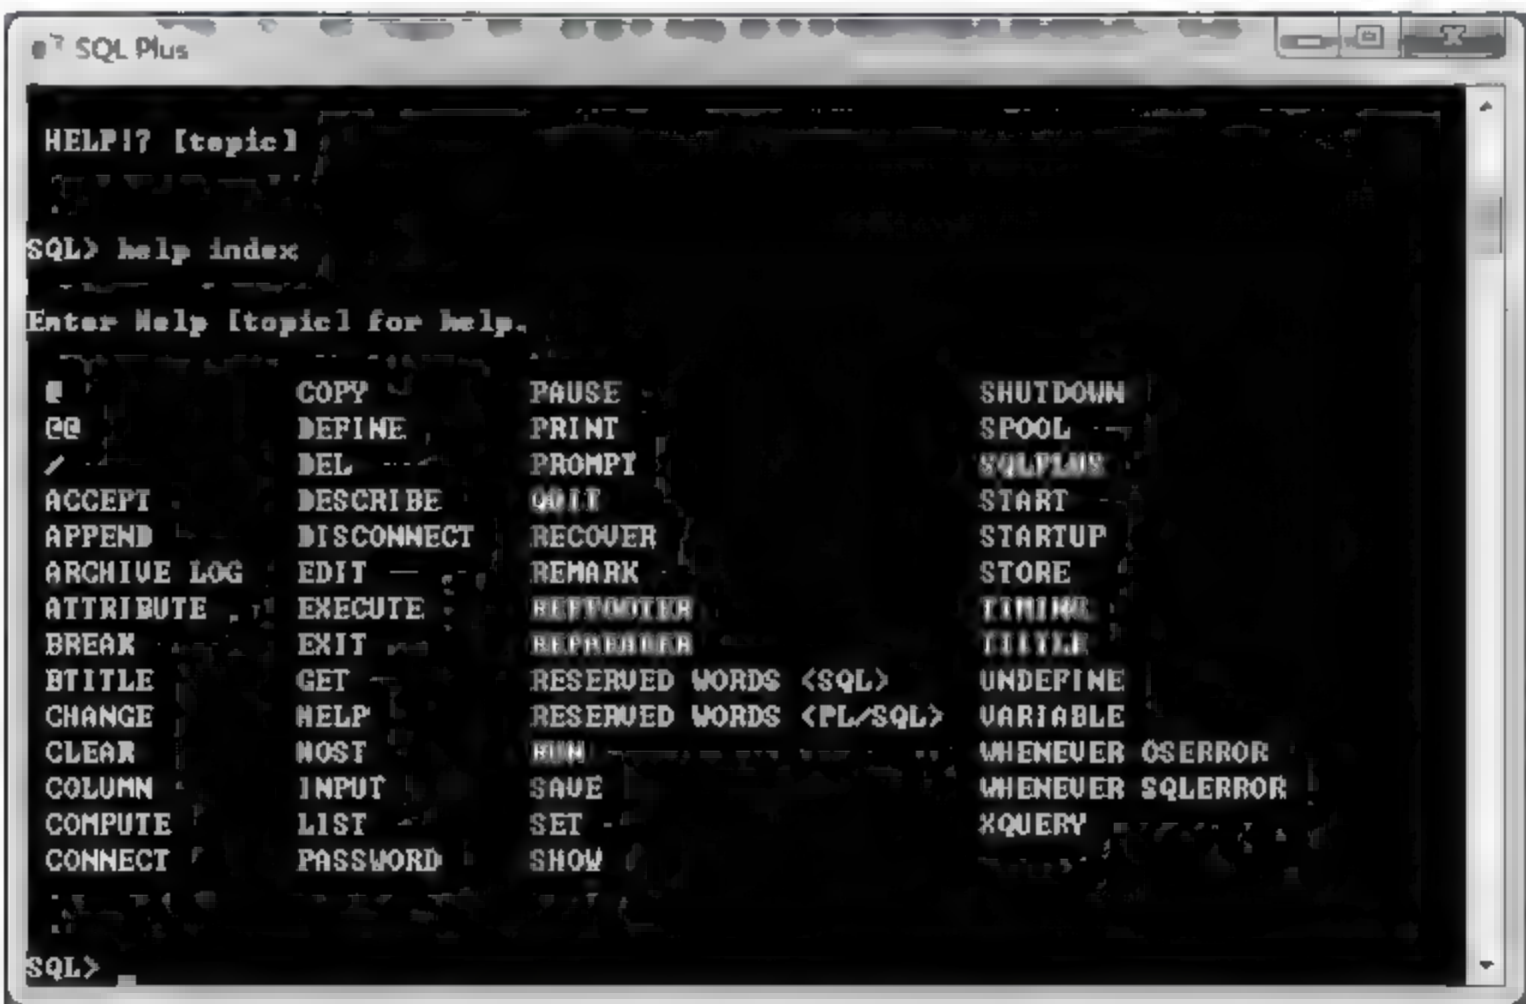 SQL Plus
HELP|? [topic]
SQL> help index
Enter Help [topic] for help.
@ COPY PAUSE SHUTDOWN
@@ DEFINE PRINT SPOOL
/ DEL PROMPT SQLPLUS
ACCEPT DESCRIBE QUIT START
APPEND DISCONNECT RECOVER STARTUP
ARCHIVE LOG EDIT REMARK STORE
ATTRIBUTE EXECUTE REPFOOTER TIMING
BREAK EXIT REPHEADER TTITLE
BTITLE GET RESERVED WORDS (SQL) UNDEFINE
CHANGE HELP RESERVED WORDS (PL/SQL) VARIABLE
CLEAR HOST RUN WHENEVER OSERROR
COLUMN INPUT SAVE WHENEVER SQLERROR
COMPUTE LIST SET XQUERY
CONNECT PASSWORD SHOW
SQL> _